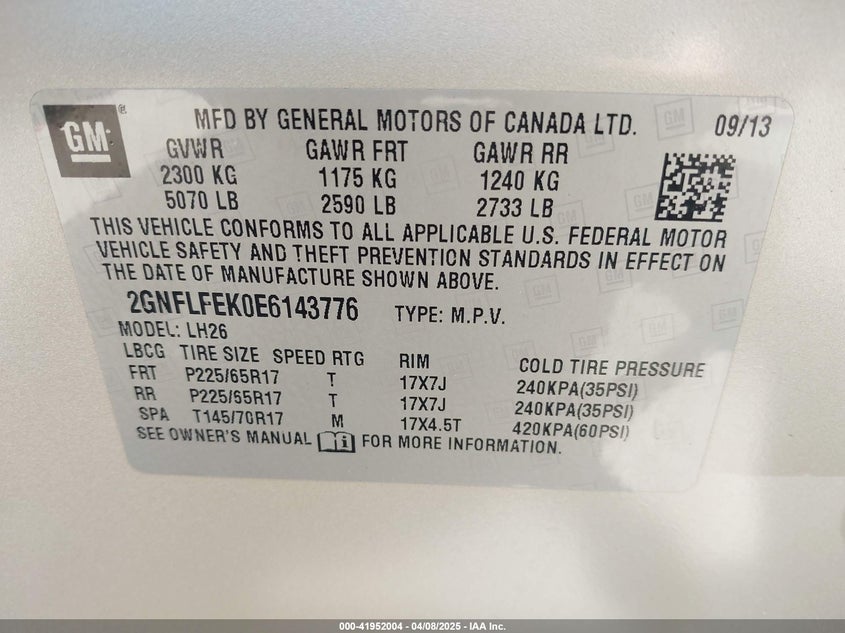 GM ® MFD BY GENERAL MOTORS OF CANADA LTD. 09/13
GVWR GAWR FRT GAWR RR
2300 KG 1175 KG 1240 KG
5070 LB 2590 LB 2733 LB
THIS VEHICLE CONFORMS TO ALL APPLICABLE U.S. FEDERAL MOTOR
VEHICLE SAFETY AND THEFT PREVENTION STANDARDS IN EFFECT ON
THE DATE OF MANUFACTURE SHOWN ABOVE.
2GNFLFEK0E6143776 TYPE: M.P.V.
MODEL: LH26
LBCG TIRE SIZE SPEED RTG RIM COLD TIRE PRESSURE
FRT P225/65R17 T 17X7J 240KPA(35PSI)
RR P225/65R17 T 17X7J 240KPA(35PSI)
SPA T145/70R17 M 17X4.5T 420KPA(60PSI)
SEE OWNER'S MANUAL FOR MORE INFORMATION.
000-41952004 / 04/08/2025 - IAA Inc.